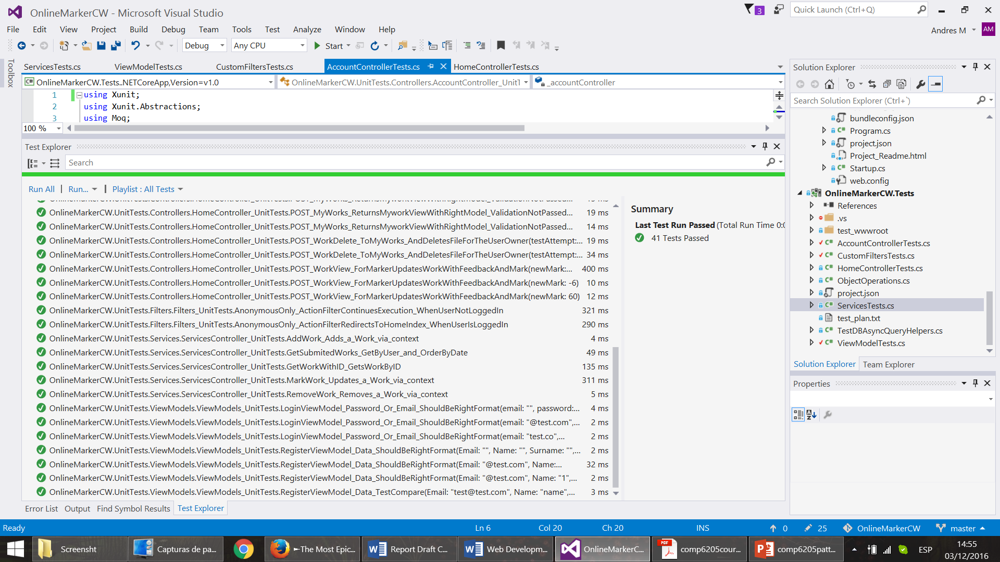 OnlineMarkerCW - Microsoft Visual Studio
3
Quick Launch (Ctrl+Q)
File Edit View Project Build Debug Team Tools Test Analyze Window Help
Andres M AM
Debug Any CPU Start
Toolbox
ServicesTests.cs ViewModelTests.cs CustomFiltersTests.cs AccountControllerTests.cs HomeControllerTests.cs
OnlineMarkerCW.Tests..NETCoreApp,Version=v1.0 OnlineMarkerCW.UnitTests.Controllers.AccountController_UnitT _accountController
1 using Xunit;
2 using Xunit.Abstractions;
3 using Moq;
100 %
Test Explorer
Search
Run All | Run... | Playlist : All Tests
OnlineMarkerCW.UnitTests.Controllers.HomeController_UnitTests.POST_MyWorks_ReturnsMyworkViewWithRightModel_ValidationNotPassed...
OnlineMarkerCW.UnitTests.Controllers.HomeController_UnitTests.POST_MyWorks_ReturnsMyworkViewWithRightModel_ValidationNotPassed... 19 ms
OnlineMarkerCW.UnitTests.Controllers.HomeController_UnitTests.POST_MyWorks_ReturnsMyworkViewWithRightModel_ValidationNotPassed... 14 ms
OnlineMarkerCW.UnitTests.Controllers.HomeController_UnitTests.POST_WorkDelete_ToMyWorks_AndDeletesFileForTheUserOwner(testAttempt:... 19 ms
OnlineMarkerCW.UnitTests.Controllers.HomeController_UnitTests.POST_WorkDelete_ToMyWorks_AndDeletesFileForTheUserOwner(testAttempt:... 34 ms
OnlineMarkerCW.UnitTests.Controllers.HomeController_UnitTests.POST_WorkView_ForMarkerUpdatesWorkWithFeedbackAndMark(newMark:... 400 ms
OnlineMarkerCW.UnitTests.Controllers.HomeController_UnitTests.POST_WorkView_ForMarkerUpdatesWorkWithFeedbackAndMark(newMark: -6) 10 ms
OnlineMarkerCW.UnitTests.Controllers.HomeController_UnitTests.POST_WorkView_ForMarkerUpdatesWorkWithFeedbackAndMark(newMark: 60) 12 ms
OnlineMarkerCW.UnitTests.Filters.Filters_UnitTests.AnonymousOnly_ActionFilterContinuesExecution_WhenUserNotLoggedIn 321 ms
OnlineMarkerCW.UnitTests.Filters.Filters_UnitTests.AnonymousOnly_ActionFilterRedirectsToHomeIndex_WhenUserIsLoggedIn 290 ms
OnlineMarkerCW.UnitTests.Services.ServicesController_UnitTests.AddWork_Adds_a_Work_via_context 4 ms
OnlineMarkerCW.UnitTests.Services.ServicesController_UnitTests.GetSubmitedWorks_GetByUser_and_OrderByDate 49 ms
OnlineMarkerCW.UnitTests.Services.ServicesController_UnitTests.GetWorkWithID_GetsWorkByID 135 ms
OnlineMarkerCW.UnitTests.Services.ServicesController_UnitTests.MarkWork_Updates_a_Work_via_context 311 ms
OnlineMarkerCW.UnitTests.Services.ServicesController_UnitTests.RemoveWork_Removes_a_Work_via_context 5 ms
OnlineMarkerCW.UnitTests.ViewModels.ViewModels_UnitTests.LoginViewModel_Password_Or_Email_ShouldBeRightFormat(email: "", password:... 4 ms
OnlineMarkerCW.UnitTests.ViewModels.ViewModels_UnitTests.LoginViewModel_Password_Or_Email_ShouldBeRightFormat(email: "@test.com",... 2 ms
OnlineMarkerCW.UnitTests.ViewModels.ViewModels_UnitTests.LoginViewModel_Password_Or_Email_ShouldBeRightFormat(email: "test.co",... 2 ms
OnlineMarkerCW.UnitTests.ViewModels.ViewModels_UnitTests.RegisterViewModel_Data_ShouldBeRightFormat(Email: "", Name: "", Surname: "",... 2 ms
OnlineMarkerCW.UnitTests.ViewModels.ViewModels_UnitTests.RegisterViewModel_Data_ShouldBeRightFormat(Email: "@test.com", Name:... 32 ms
OnlineMarkerCW.UnitTests.ViewModels.ViewModels_UnitTests.RegisterViewModel_Data_ShouldBeRightFormat(Email: "@test.com", Name: "1",... 2 ms
OnlineMarkerCW.UnitTests.ViewModels.ViewModels_UnitTests.RegisterViewModel_Data_TestCompare(Email: "test@test.com", Name: "name",... 3 ms
Summary
Last Test Run Passed (Total Run Time 0:0
41 Tests Passed
Error List Output Find Symbol Results Test Explorer
Solution Explorer
Search Solution Explorer (Ctrl+`)
bundleconfig.json
Program.cs
project.json
Project_Readme.html
Startup.cs
web.config
OnlineMarkerCW.Tests
References
.vs
test_wwwroot
AccountControllerTests.cs
CustomFiltersTests.cs
HomeControllerTests.cs
ObjectOperations.cs
project.json
ServicesTests.cs
test_plan.txt
TestDBAsyncQueryHelpers.cs
ViewModelTests.cs
Solution Explorer Team Explorer
Properties
Ready Ln 6 Col 20 Ch 20 INS 0 25 OnlineMarkerCW master
Screensht Capturas de pa... ►The Most Epic... Report Draft C... Web Developm... OnlineMarkerC... comp6205cour... comp6205patt... ESP
14:55
03/12/2016